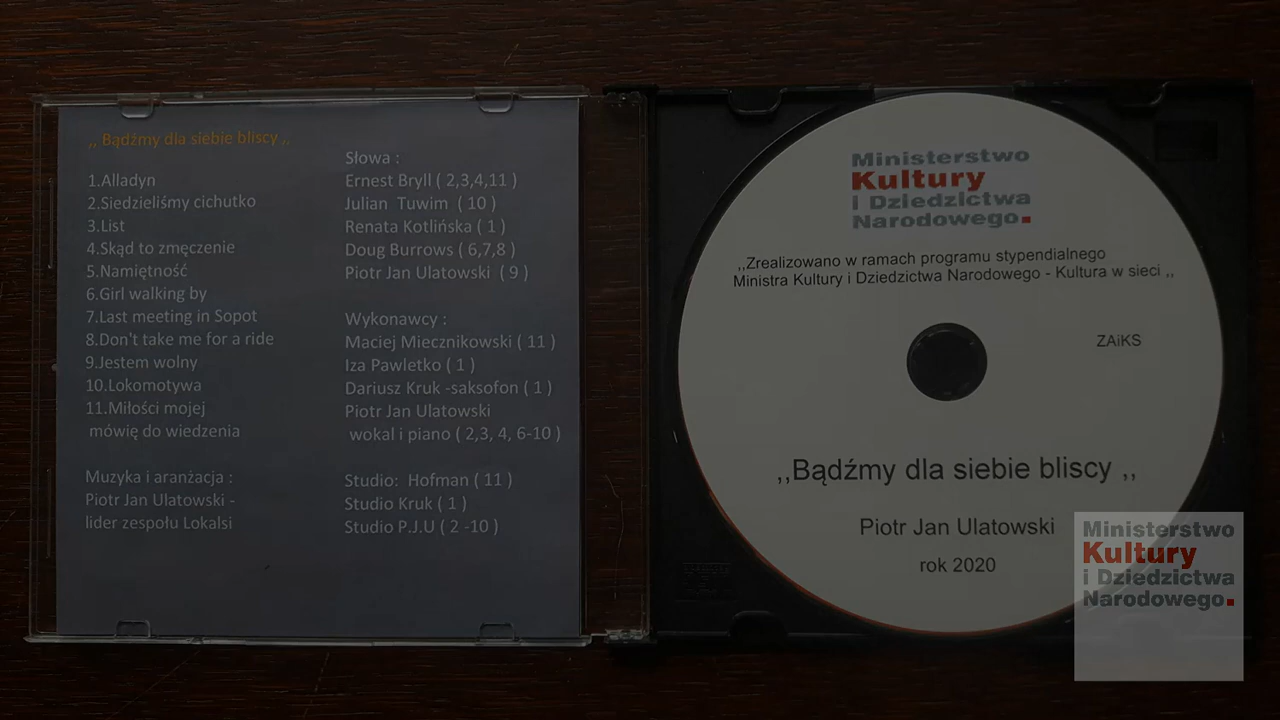 ,, Bądźmy dla siebie bliscy ,,
1.Alladyn
2.Siedzieliśmy cichutko
3.List
4.Skąd to zmęczenie
5.Namiętność
6.Girl walking by
7.Last meeting in Sopot
8.Don't take me for a ride
9.Jestem wolny
10.Lokomotywa
11.Miłości mojej
mówię do wiedzenia
Muzyka i aranżacja :
Piotr Jan Ulatowski -
lider zespołu Lokalsi
Słowa :
Ernest Bryll ( 2,3,4,11 )
Julian Tuwim ( 10 )
Renata Kotlińska ( 1 )
Doug Burrows ( 6,7,8 )
Piotr Jan Ulatowski ( 9 )
Wykonawcy :
Maciej Miecznikowski ( 11 )
Iza Pawletko ( 1 )
Dariusz Kruk -saksofon ( 1 )
Piotr Jan Ulatowski
wokal i piano ( 2,3, 4, 6-10 )
Studio: Hofman ( 11 )
Studio Kruk ( 1 )
Studio P.J.U ( 2 -10 )
Ministerstwo
Kultury
i Dziedzictwa
Narodowego.
,,Zrealizowano w ramach programu stypendialnego
Ministra Kultury i Dziedzictwa Narodowego - Kultura w sieci ,,
ZAiKS
,,Bądźmy dla siebie bliscy ,,
Piotr Jan Ulatowski
rok 2020
Ministerstwo
Kultury
i Dziedzictwa
Narodowego.